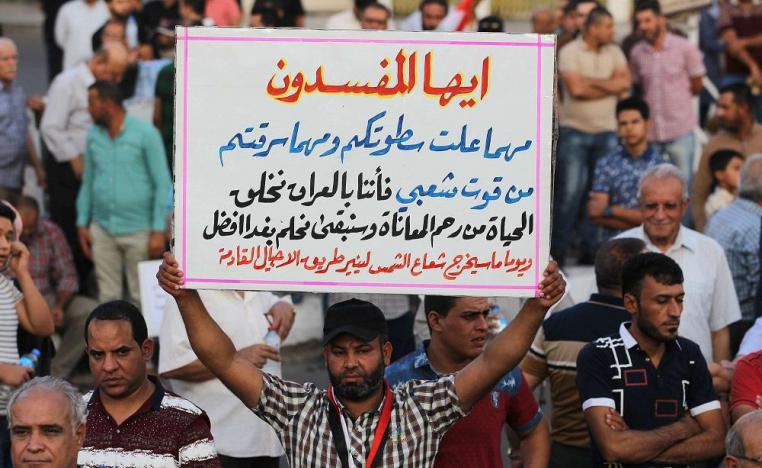 ايها المفسدون
مهما علت سطوتكم ومهما سرقتم
من قوت شعبي فأننا بالعراق نخلق
الحياة من رحم المعاناة وسنبقى نحلم بغد افضل
ويوما ما سيخرج شعاع الشمس لينير طريق الاجيال القادمة